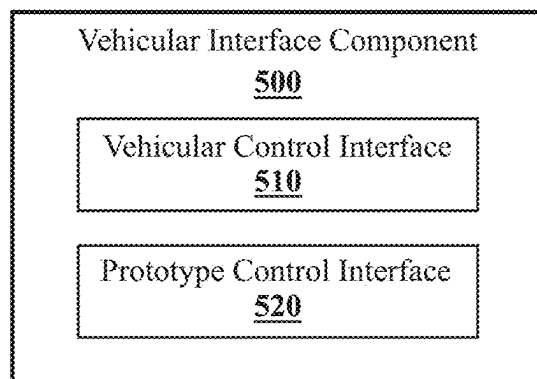 Vehicular Interface Component
500
Vehicular Control Interface
510
Prototype Control Interface
520